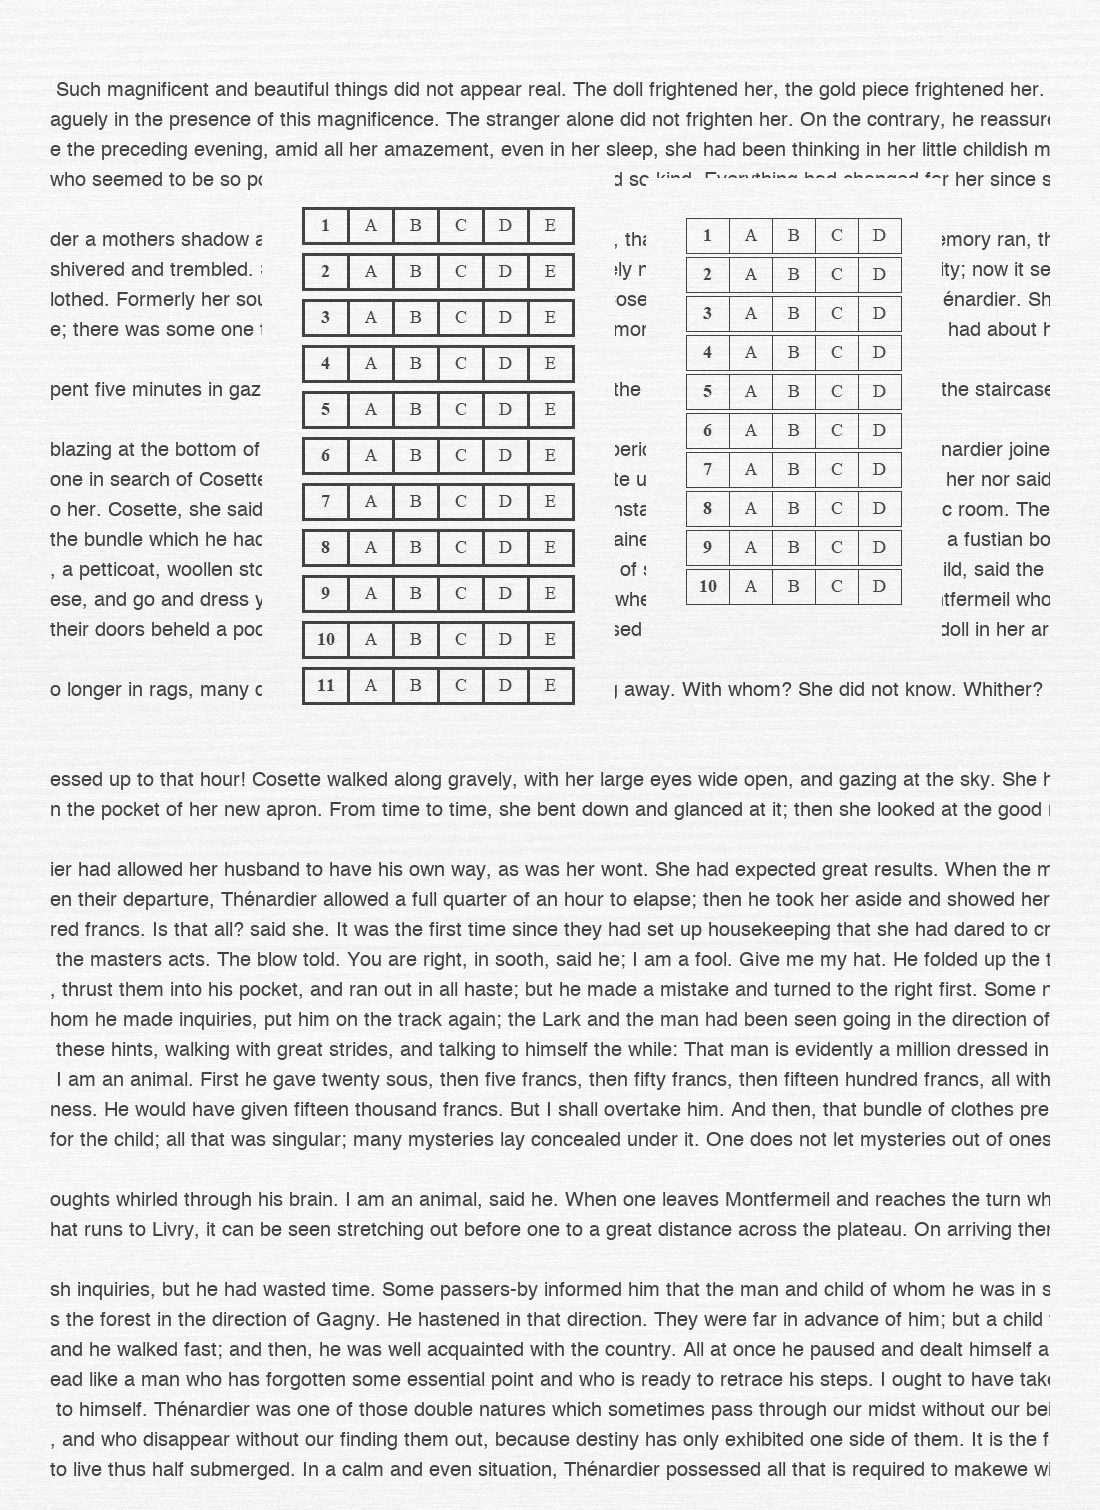 Such magnificent and beautiful things did not appear real. The doll frightened her, the gold piece frightened her.
aguely in the presence of this magnificence. The stranger alone did not frighten her. On the contrary, he reassure
e the preceding evening, amid all her amazement, even in her sleep, she had been thinking in her little childish m
who seemed to be so po
der a mothers shadow a
shivered and trembled.
lothed. Formerly her sou
e; there was some one
pent five minutes in gaz
blazing at the bottom of
one in search of Cosette
o her. Cosette, she said
the bundle which he had
, a petticoat, woollen sto
ese, and go and dress y
their doors beheld a poo
o longer in rags, many
1 A B C D E
2 A B C D E
3 A B C D E
4 A B C D E
5 A B C D E
6 A B C D E
7 A B C D E
8 A B C D E
9 A B C D E
10 A B C D E
11 A B C D E
d so kind. Everything had changed for her since s
, tha
ely n
ose
mor
the
perio
te u
nsta
aine
of
whe
sed
away. With whom? She did not know. Whither?
1 A B C D
2 A B C D
3 A B C D
4 A B C D
5 A B C D
6 A B C D
7 A B C D
8 A B C D
9 A B C D
10 A B C D
emory ran, th
ity; now it se
énardier. Sh
had about h
the staircase
nardier joine
her nor said
c room. The
a fustian bo
ild, said the
tfermeil who
doll in her ar
essed up to that hour! Cosette walked along gravely, with her large eyes wide open, and gazing at the sky. She h
n the pocket of her new apron. From time to time, she bent down and glanced at it; then she looked at the good
ier had allowed her husband to have his own way, as was her wont. She had expected great results. When the m
en their departure, Thénardier allowed a full quarter of an hour to elapse; then he took her aside and showed her
red francs. Is that all? said she. It was the first time since they had set up housekeeping that she had dared to cr
the masters acts. The blow told. You are right, in sooth, said he; I am a fool. Give me my hat. He folded up the t
, thrust them into his pocket, and ran out in all haste; but he made a mistake and turned to the right first. Some n
hom he made inquiries, put him on the track again; the Lark and the man had been seen going in the direction of
these hints, walking with great strides, and talking to himself the while: That man is evidently a million dressed in
I am an animal. First he gave twenty sous, then five francs, then fifty francs, then fifteen hundred francs, all with
ness. He would have given fifteen thousand francs. But I shall overtake him. And then, that bundle of clothes pre
for the child; all that was singular; many mysteries lay concealed under it. One does not let mysteries out of ones
oughts whirled through his brain. I am an animal, said he. When one leaves Montfermeil and reaches the turn wh
hat runs to Livry, it can be seen stretching out before one to a great distance across the plateau. On arriving ther
sh inquiries, but he had wasted time. Some passers-by informed him that the man and child of whom he was in s
s the forest in the direction of Gagny. He hastened in that direction. They were far in advance of him; but a child
and he walked fast; and then, he was well acquainted with the country. All at once he paused and dealt himself a
ead like a man who has forgotten some essential point and who is ready to retrace his steps. I ought to have take
to himself. Thénardier was one of those double natures which sometimes pass through our midst without our bei
, and who disappear without our finding them out, because destiny has only exhibited one side of them. It is the f
to live thus half submerged. In a calm and even situation, Thénardier possessed all that is required to makewe wi